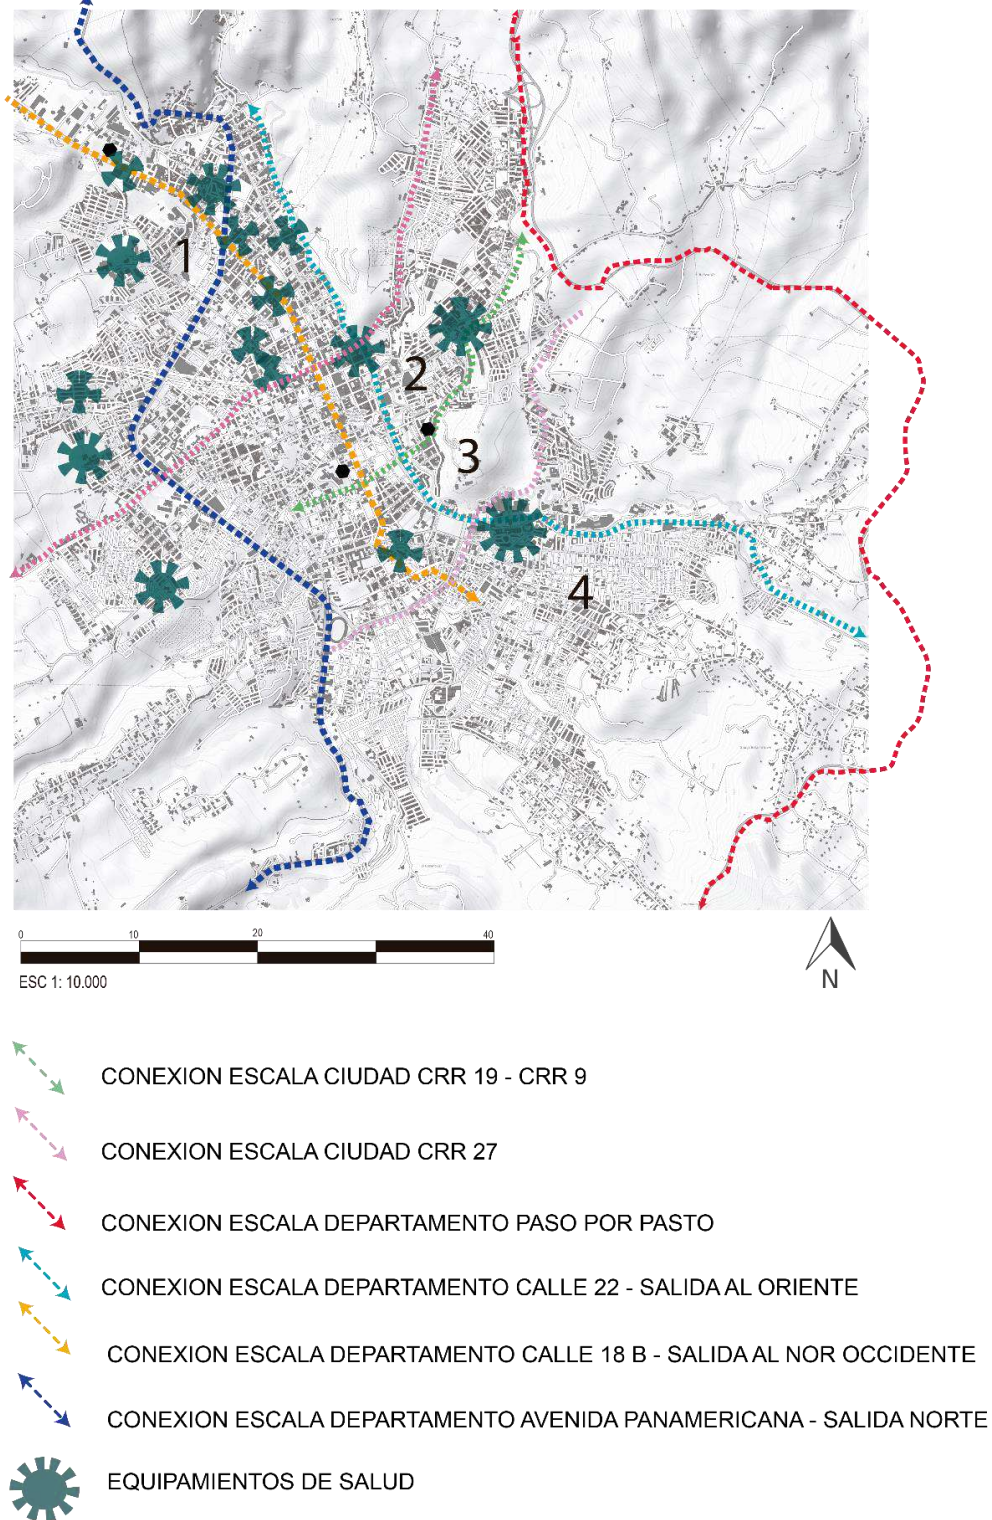 1
2
3
4
0 10 20 40
ESC 1: 10.000
N
CONEXION ESCALA CIUDAD CRR 19 - CRR 9
CONEXION ESCALA CIUDAD CRR 27
CONEXION ESCALA DEPARTAMENTO PASO POR PASTO
CONEXION ESCALA DEPARTAMENTO CALLE 22 - SALIDA AL ORIENTE
CONEXION ESCALA DEPARTAMENTO CALLE 18 B - SALIDA AL NOR OCCIDENTE
CONEXION ESCALA DEPARTAMENTO AVENIDA PANAMERICANA - SALIDA NORTE
EQUIPAMIENTOS DE SALUD